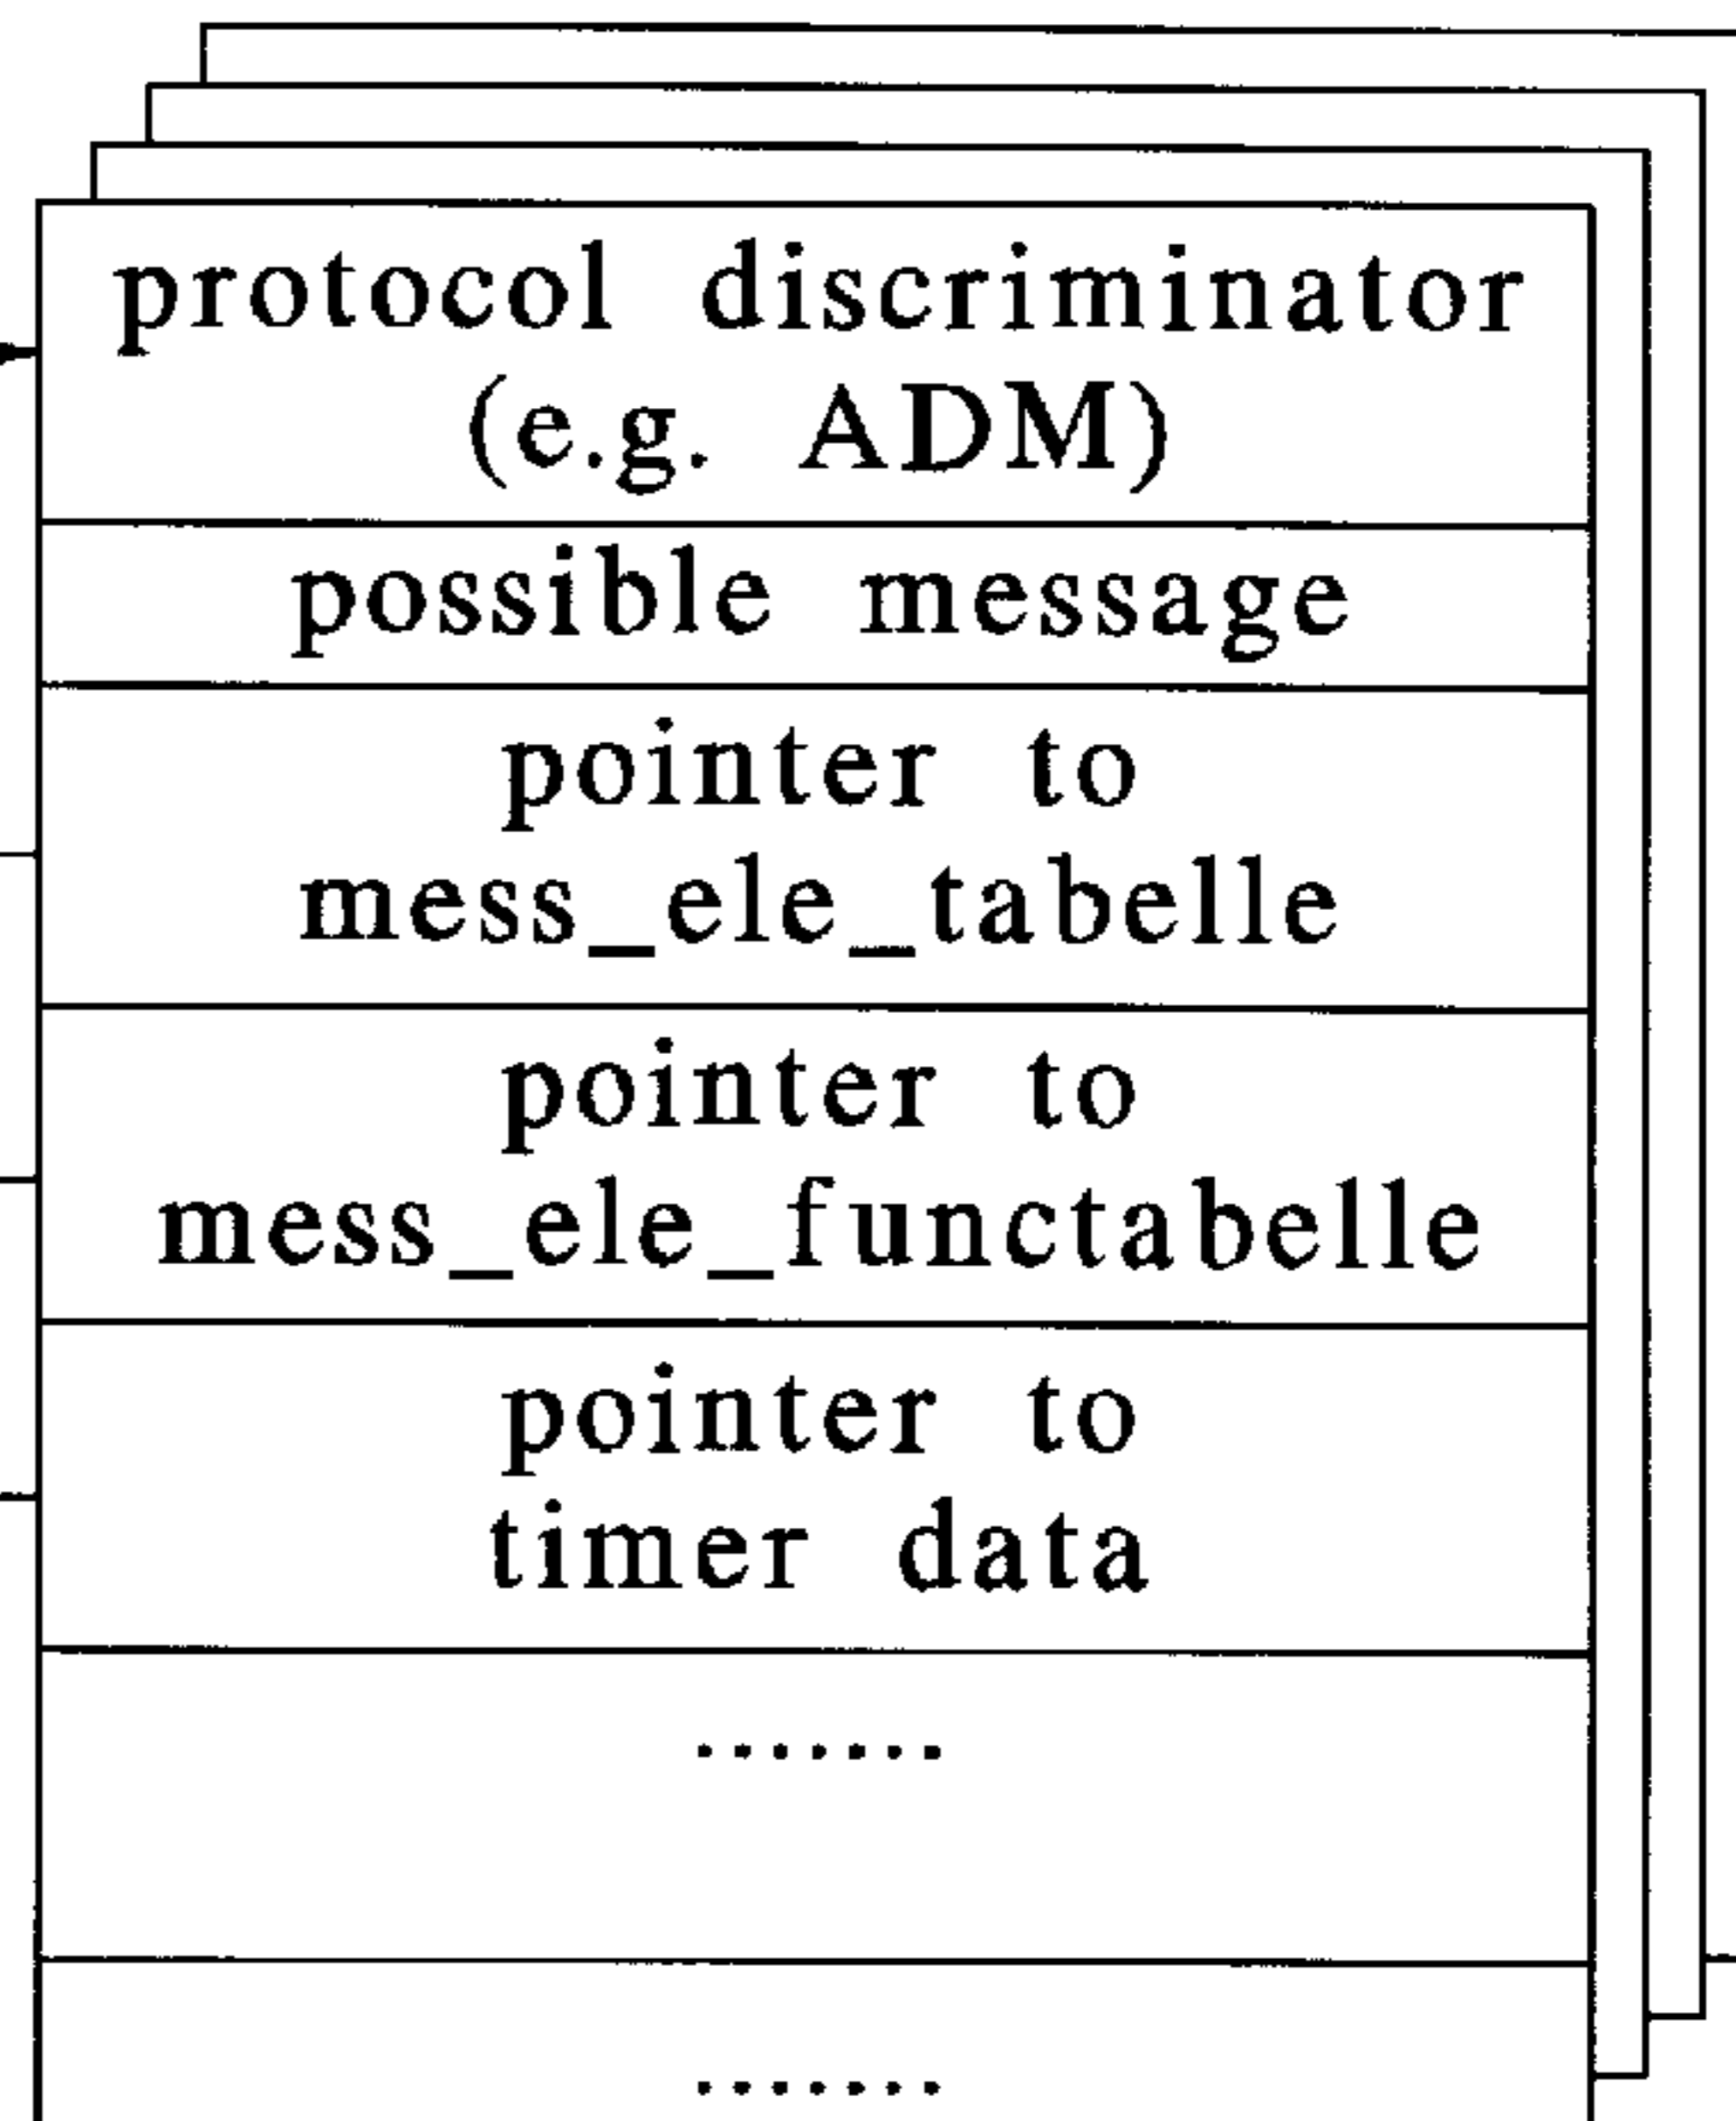 protocol discriminator
(e.g. ADM)
possible message
pointer to
mess_ele_tabelle
pointer to
mess_ele_functabelle
pointer to
timer data
.......
.......